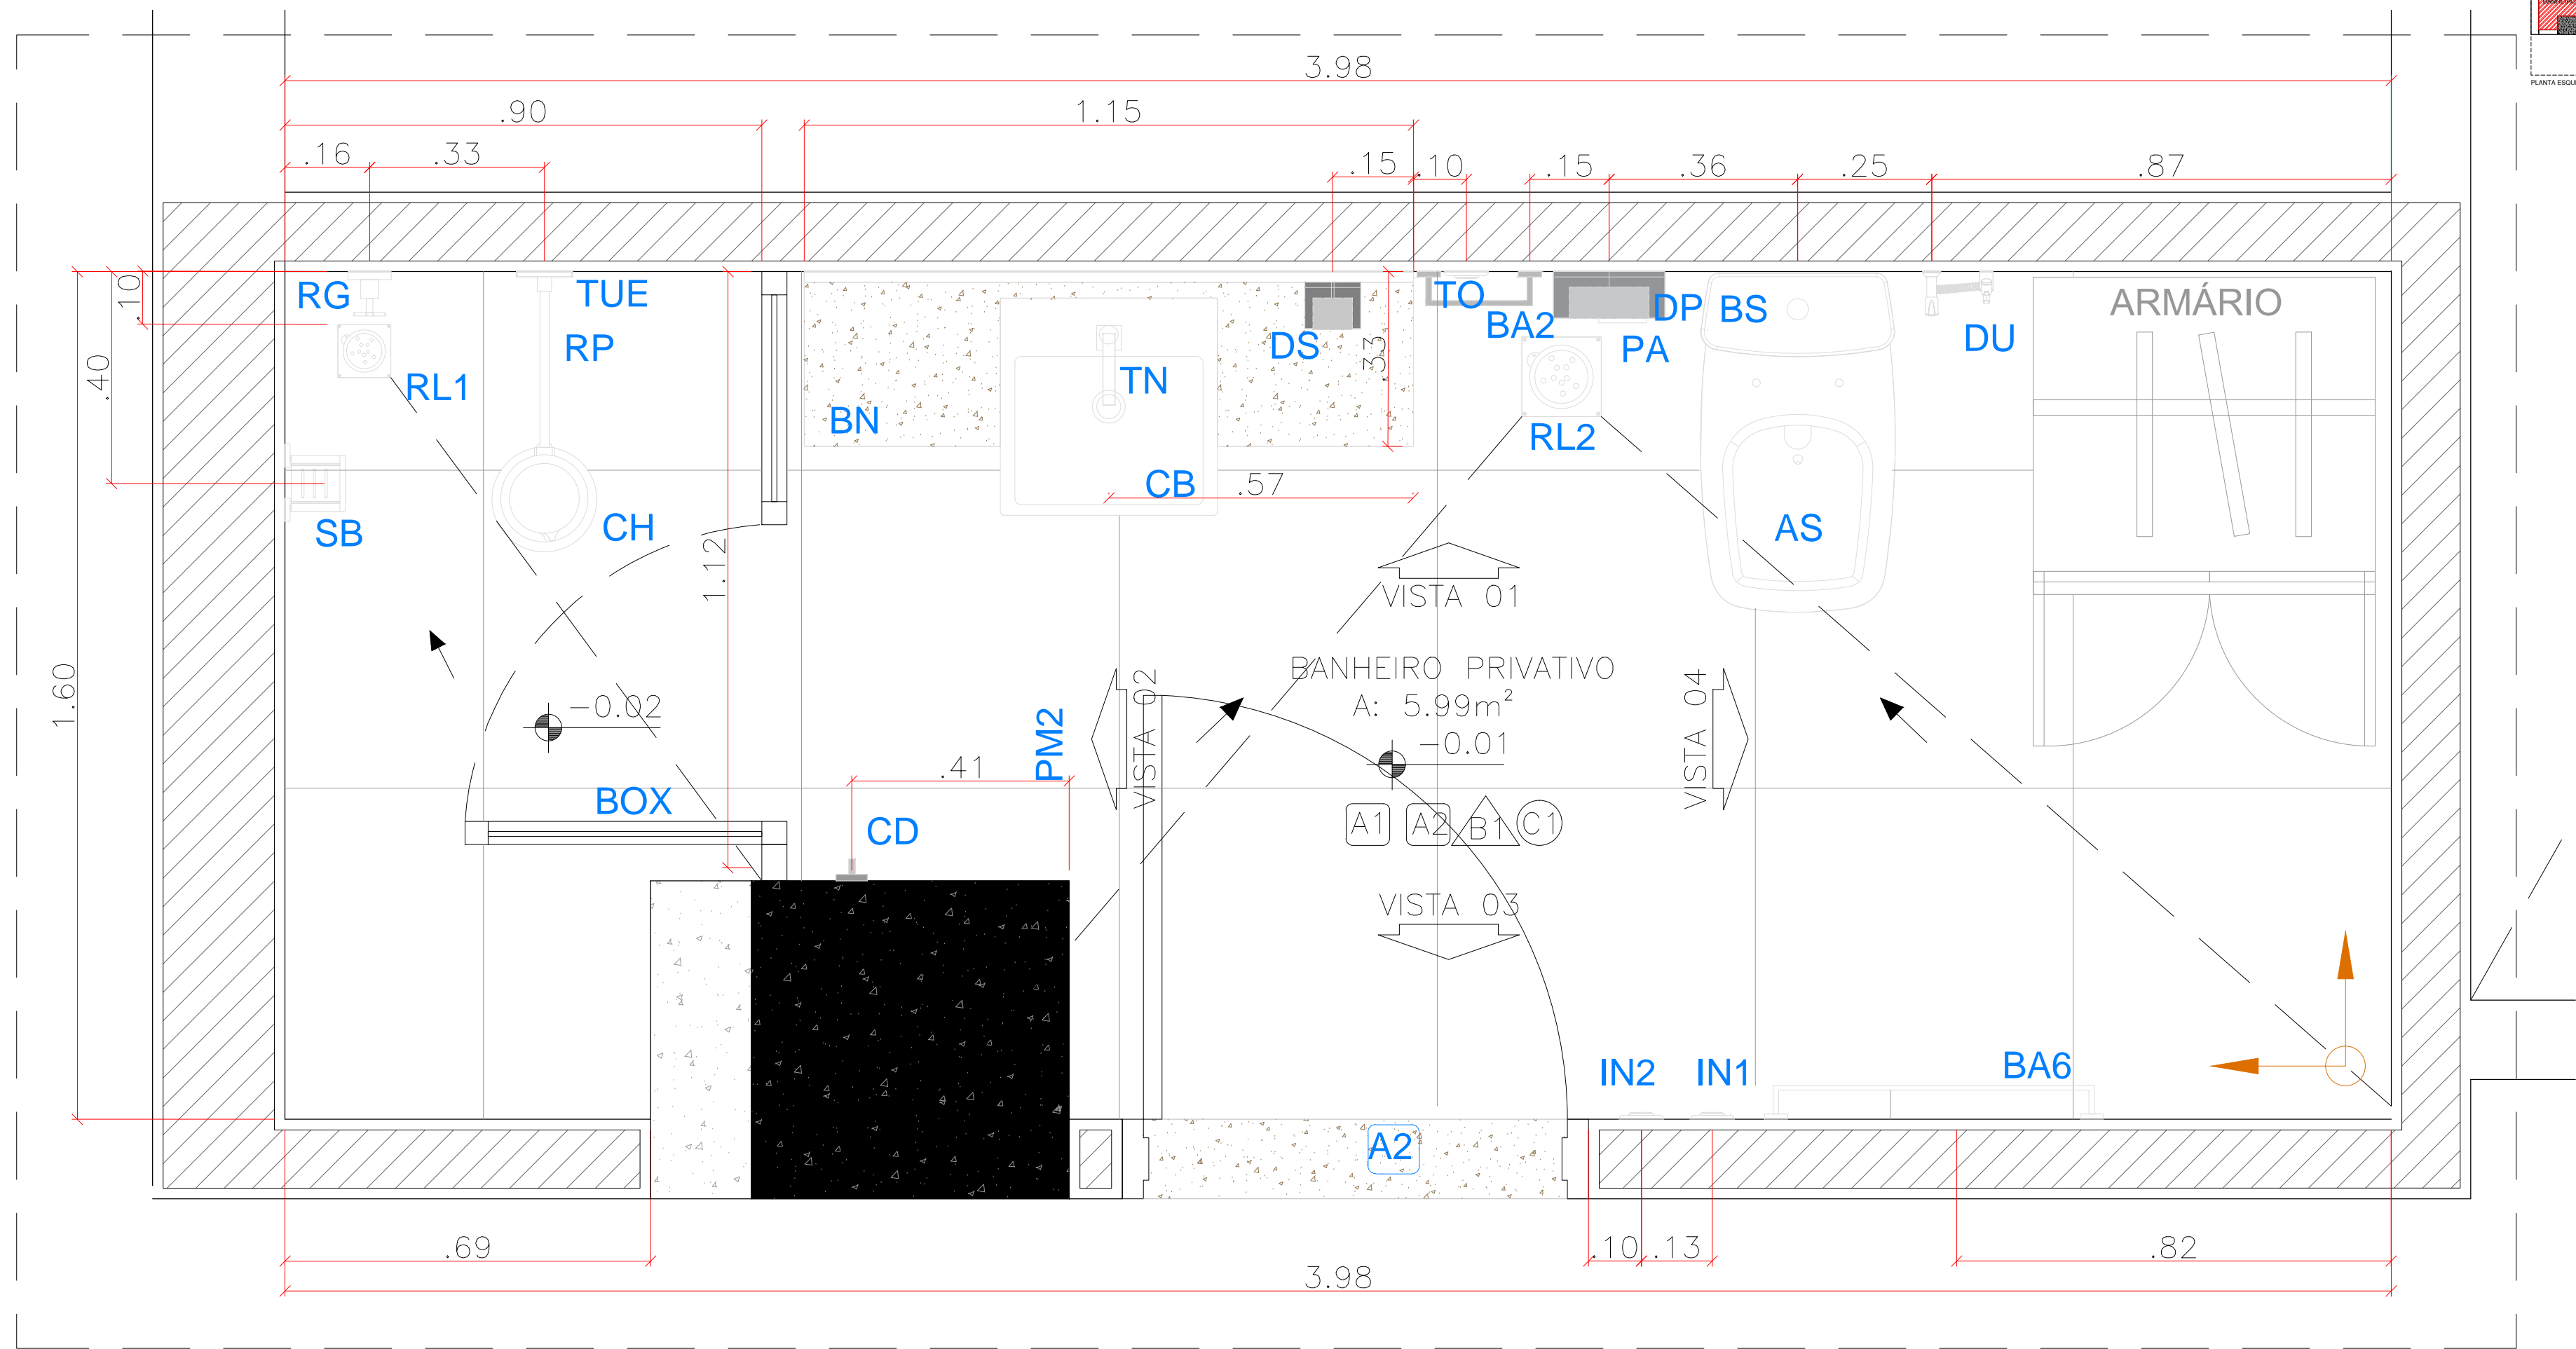 PLANTA ESQU
3.98
.90
1.15
.16
.33
.15
.10
.15
.36
.25
.87
.10
.40
1.60
RG
TUE
RP
RL1
SB
CH
1.12
BN
TN
CB
DS
.33
.57
TO
BA2
DP
BS
PA
RL2
AS
DU
ARMÁRIO
VISTA 01
BANHEIRO PRIVATIVO
A: 5.99m²
-0.01
-0.02
PM2
VISTA 02
VISTA 04
.41
BOX
CD
A1
A2
B1
C1
VISTA 03
IN2
IN1
BA6
A2
.69
.10
.13
.82
3.98